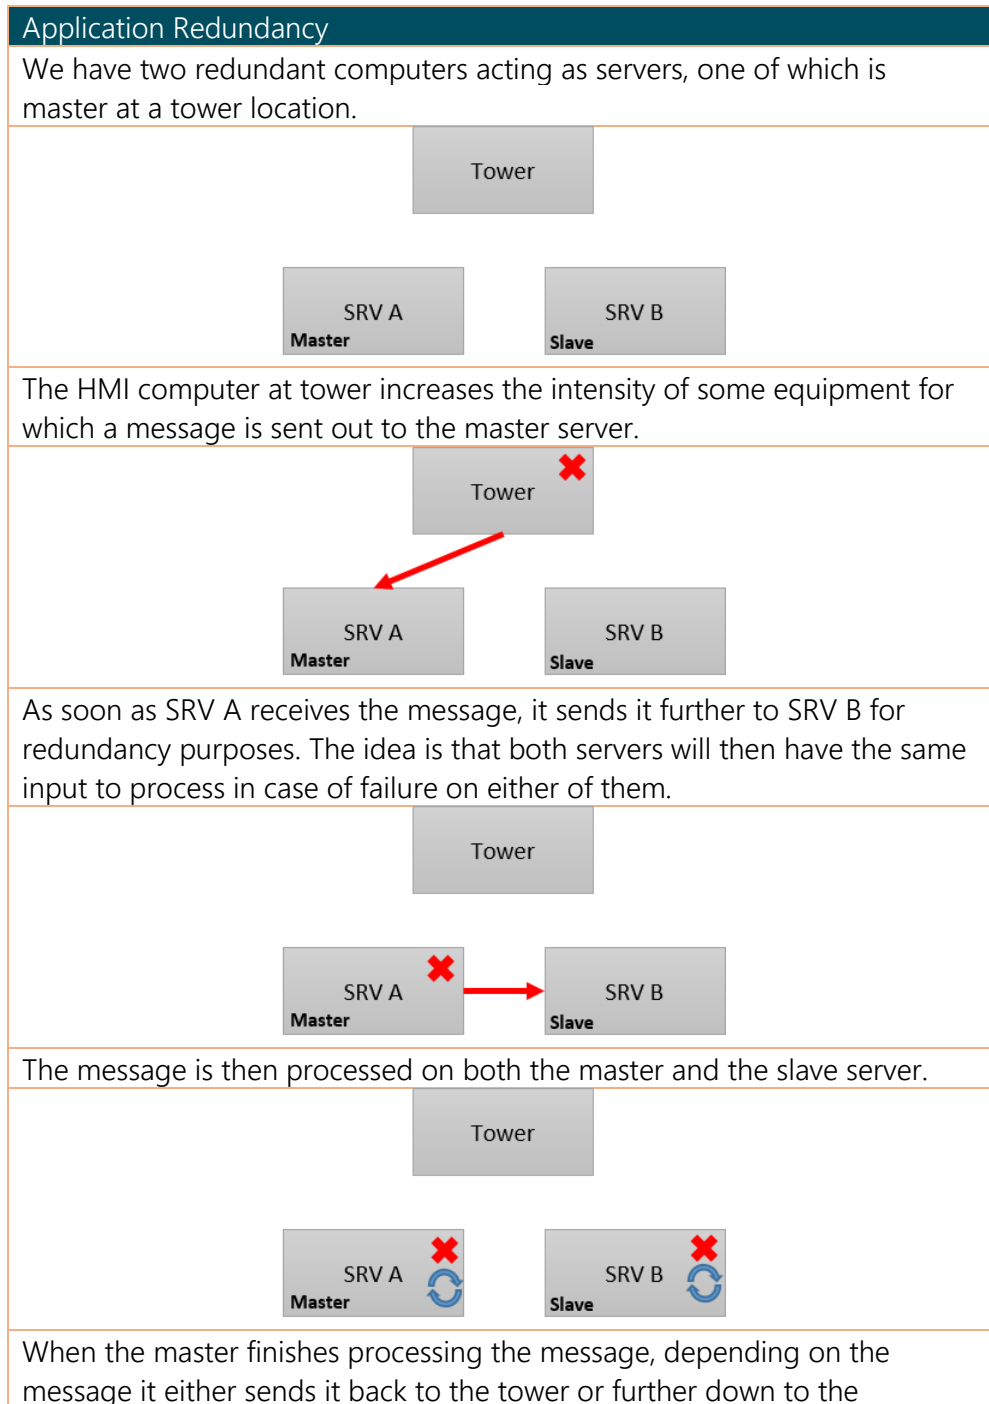 Application Redundancy
We have two redundant computers acting as servers, one of which is
master at a tower location.
Tower
SRV A
Master
SRV B
Slave
The HMI computer at tower increases the intensity of some equipment for
which a message is sent out to the master server.
Tower
SRV A
Master
SRV B
Slave
As soon as SRV A receives the message, it sends it further to SRV B for
redundancy purposes. The idea is that both servers will then have the same
input to process in case of failure on either of them.
Tower
SRV A
Master
SRV B
Slave
The message is then processed on both the master and the slave server.
Tower
SRV A
Master
SRV B
Slave
When the master finishes processing the message, depending on the
message it either sends it back to the tower or further down to the